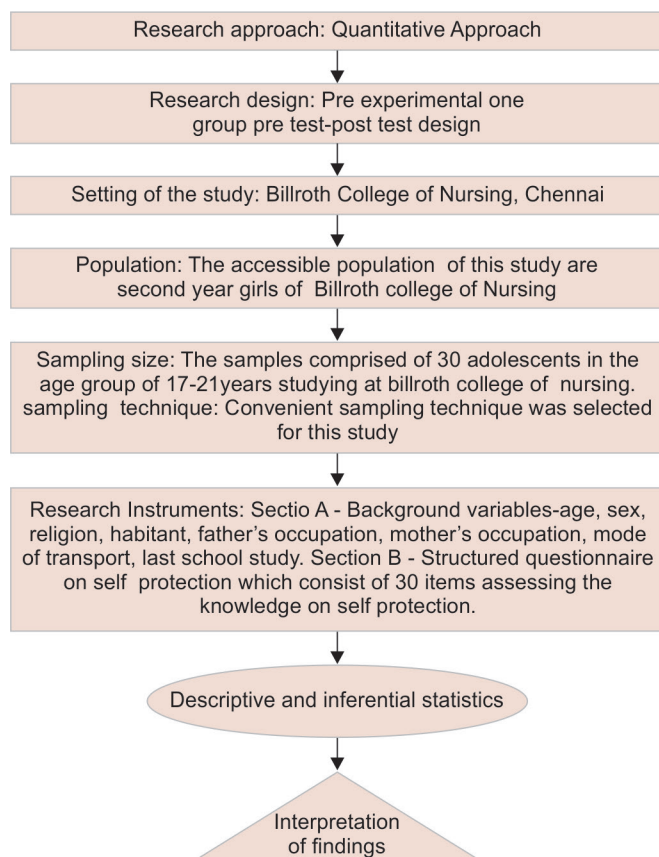 Research approach: Quantitative Approach
Research design: Pre experimental one
group pre test-post test design
Setting of the study: Billroth College of Nursing, Chennai
Population: The accessible population of this study are
second year girls of Billroth college of Nursing
Sampling size: The samples comprised of 30 adolescents in the
age group of 17-21years studying at billroth college of nursing.
sampling technique: Convenient sampling technique was selected
for this study
Research Instruments: Sectio A - Background variables-age, sex,
religion, habitant, father's occupation, mother's occupation, mode
of transport, last school study. Section B - Structured questionnaire
on self protection which consist of 30 items assessing the
knowledge on self protection.
Descriptive and inferential statistics
Interpretation
of findings